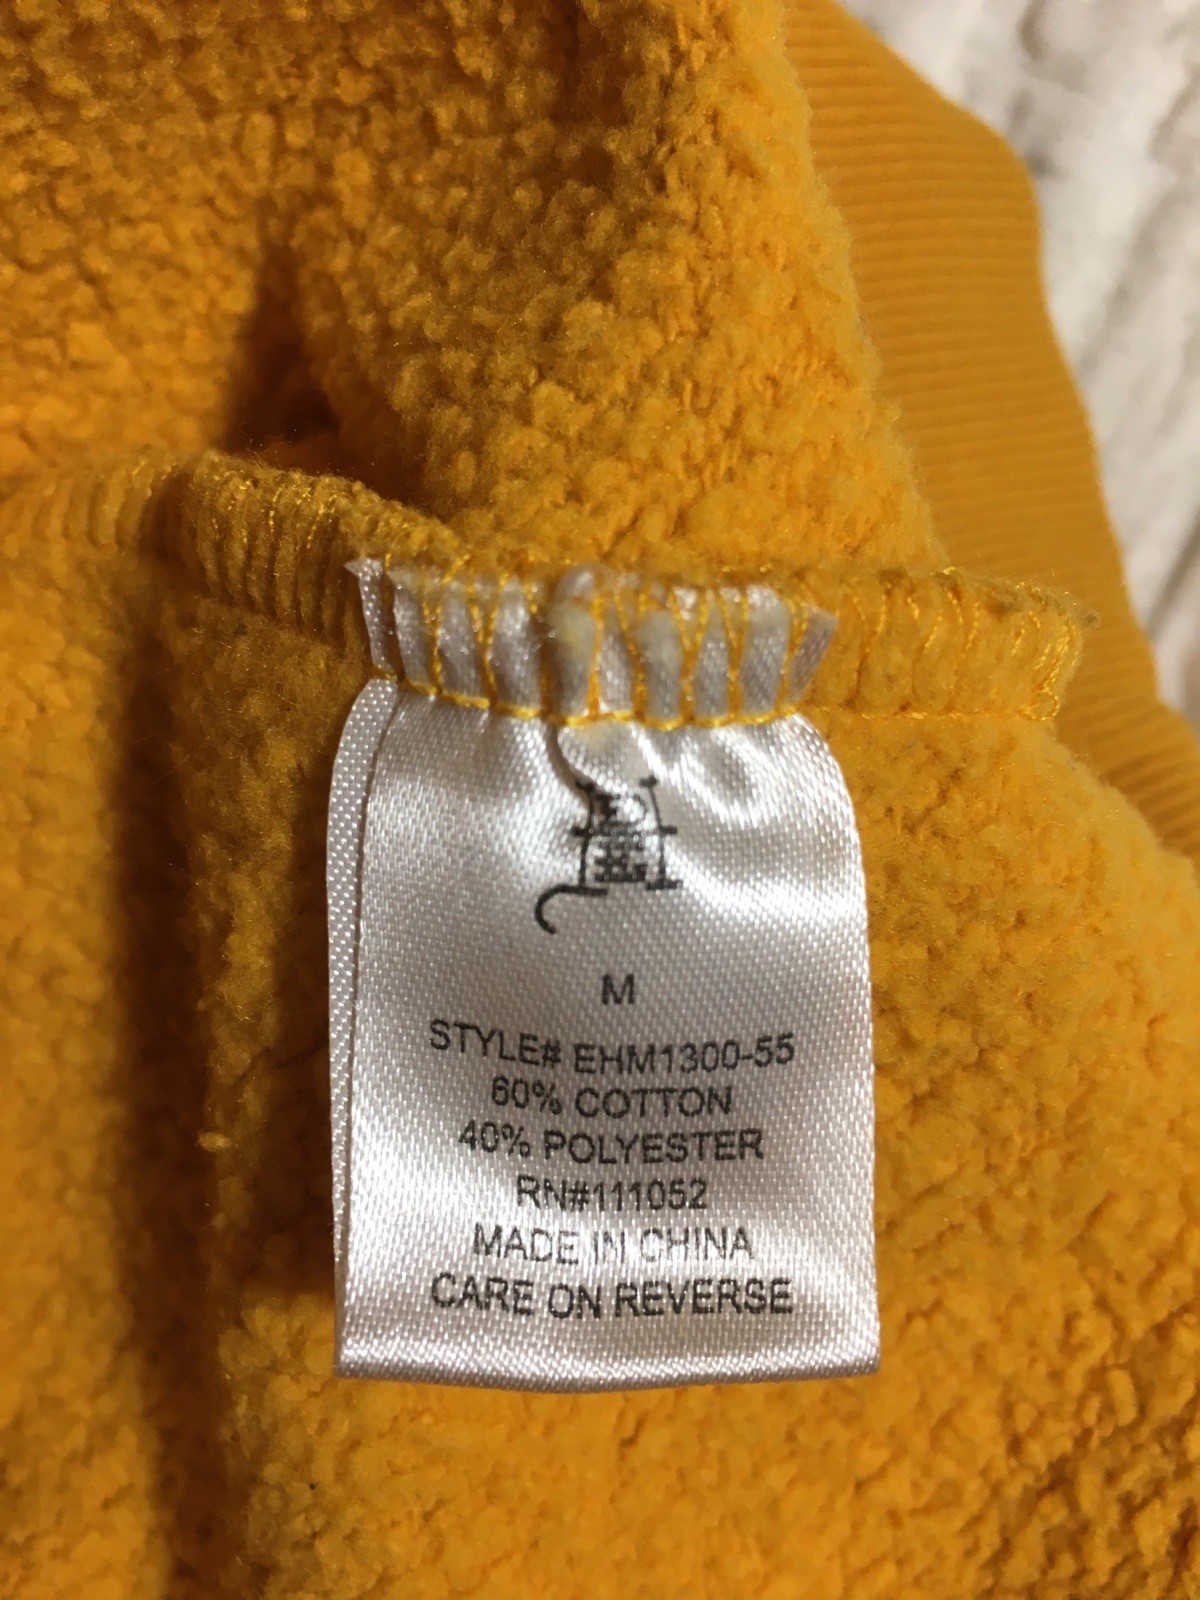 M
STYLE# EHM1300-55
60% COTTON
40% POLYESTER
RN#111052
MADE IN CHINA
CARE ON REVERSE